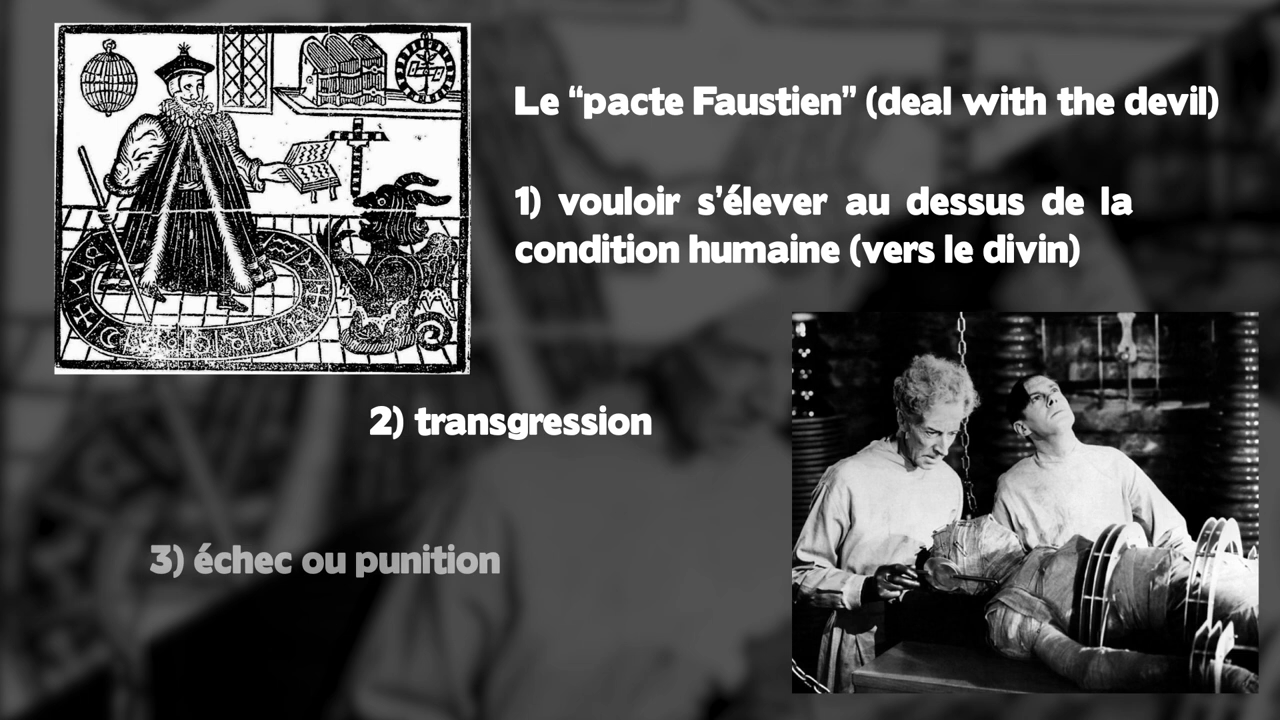 Le “pacte Faustien” (deal with the devil)
1) vouloir s’élever au dessus de la
condition humaine (vers le divin)
2) transgression
3) échec ou punition